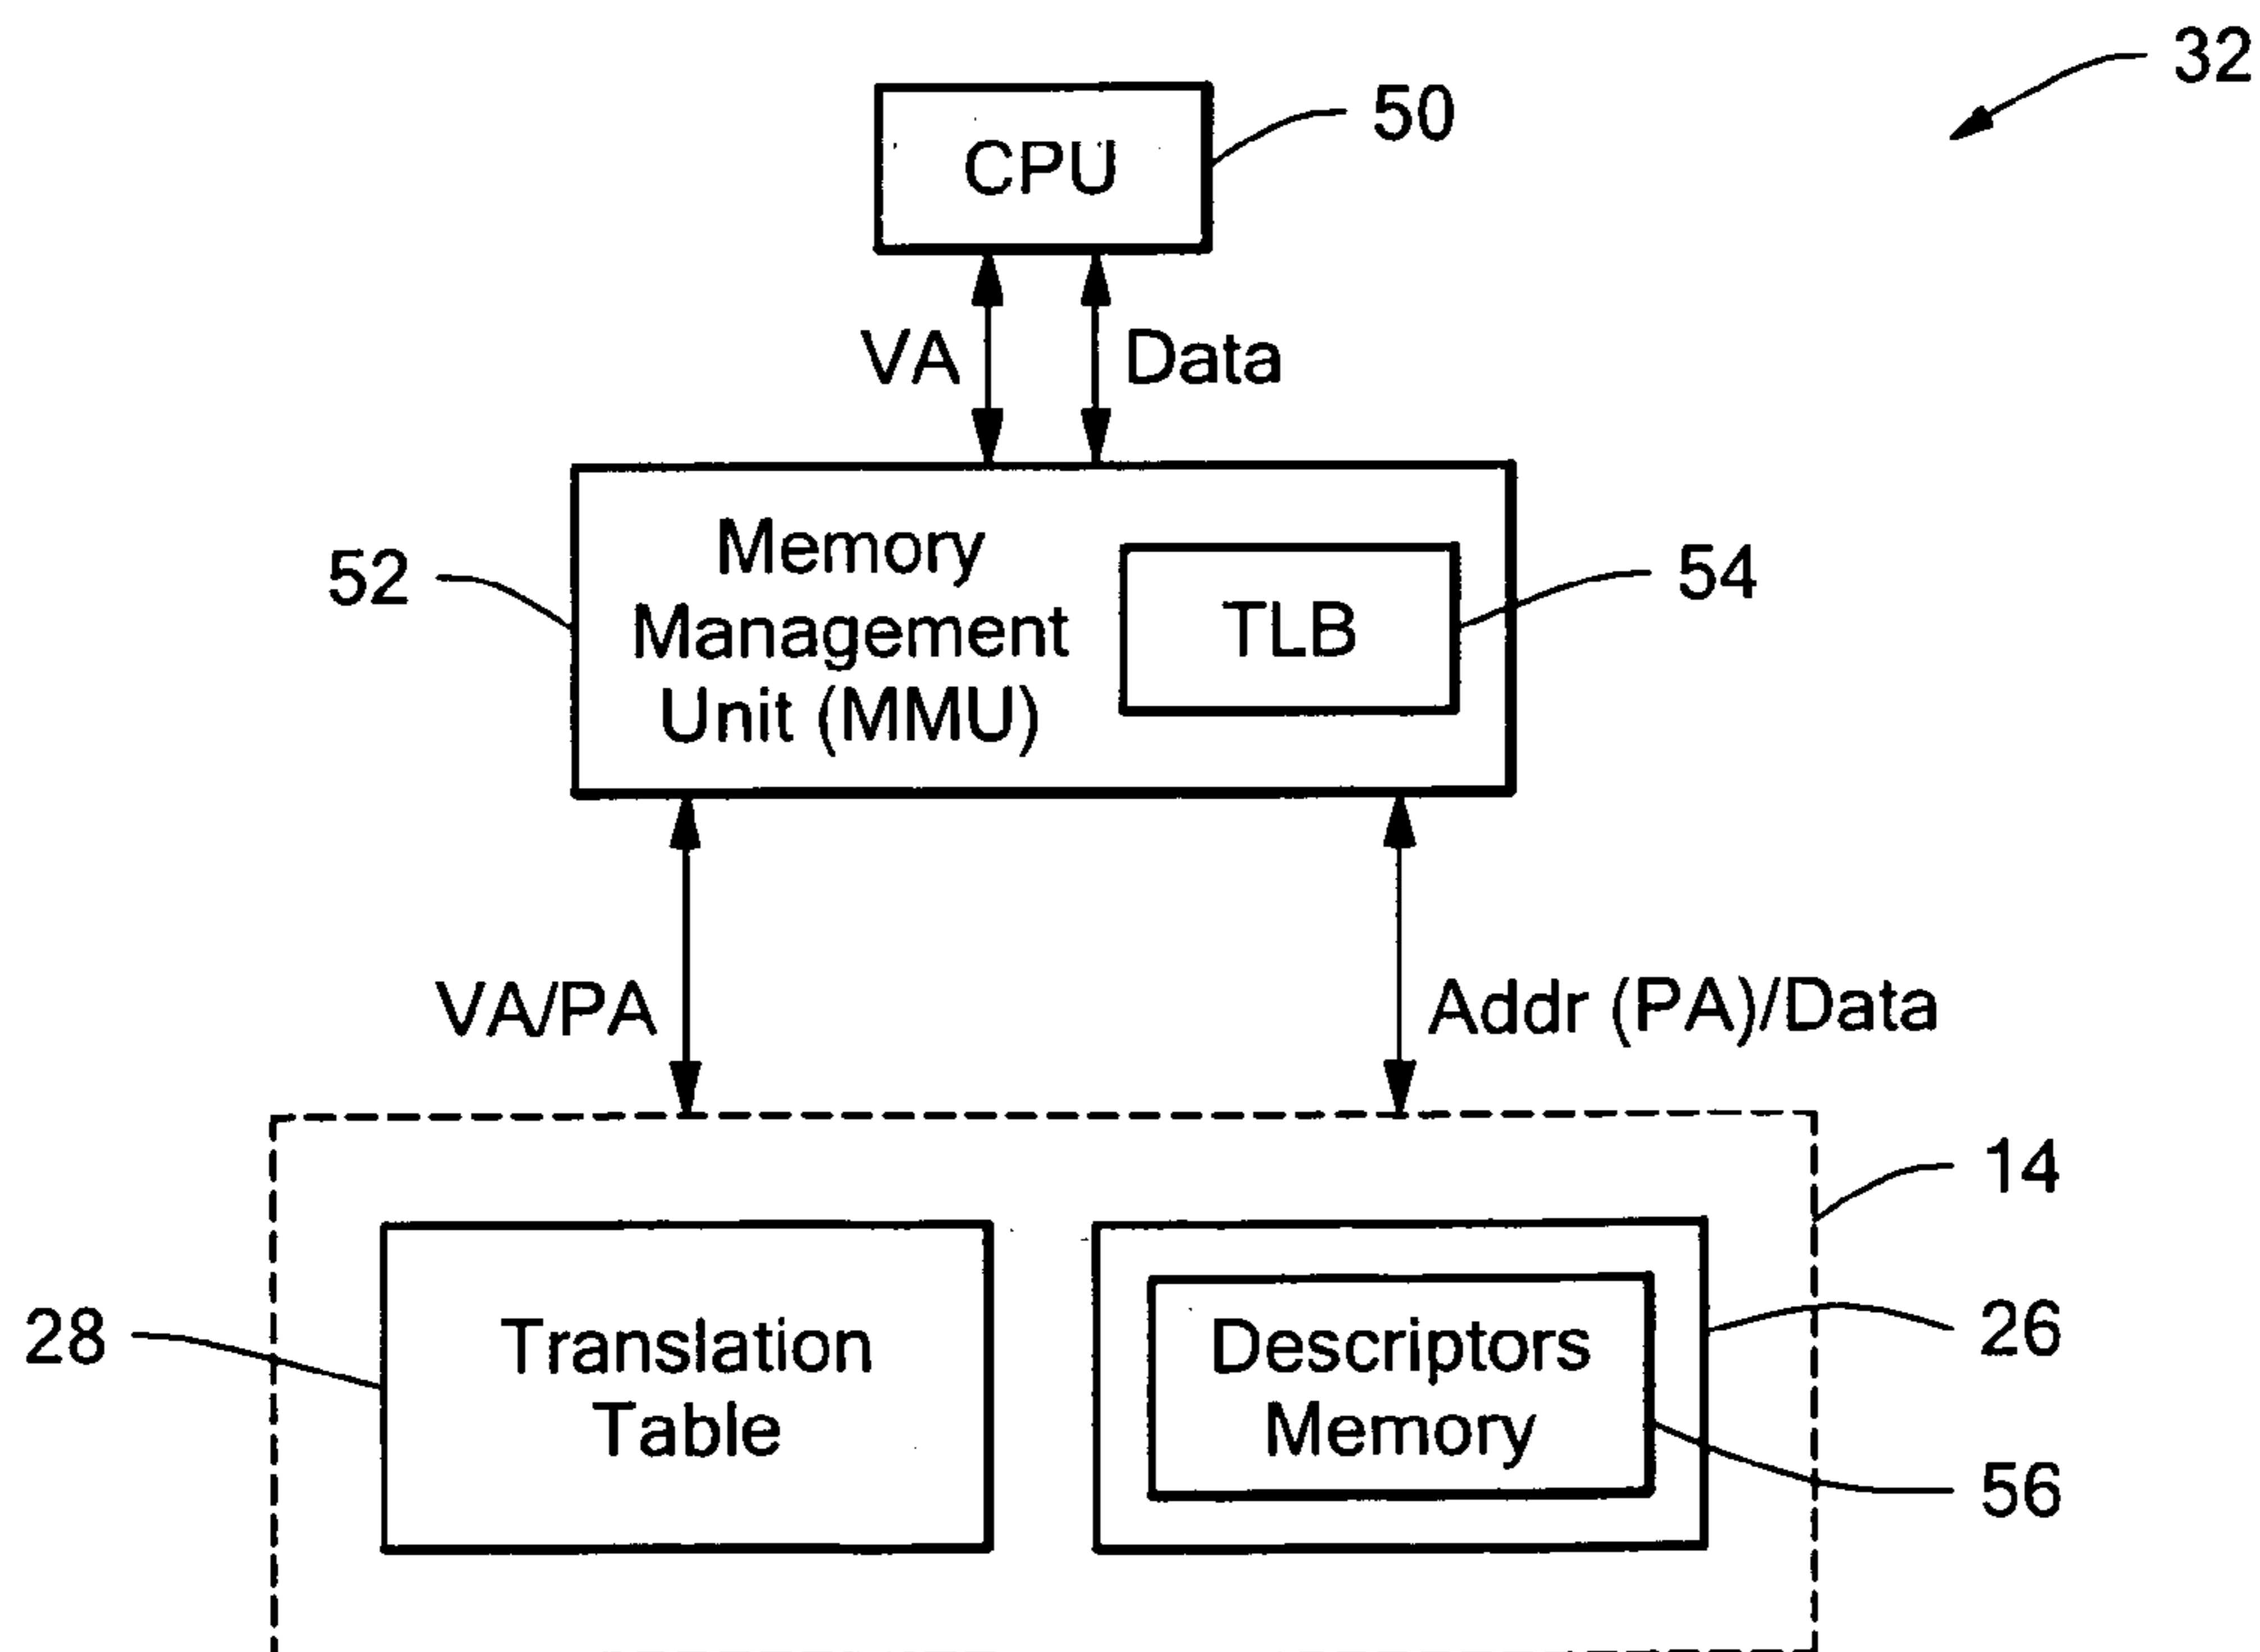 32
50
CPU
VA
Data
52
Memory
Management
Unit (MMU)
TLB
54
VA/PA
Addr (PA)/Data
14
28
Translation
Table
Descriptors
Memory
26
56